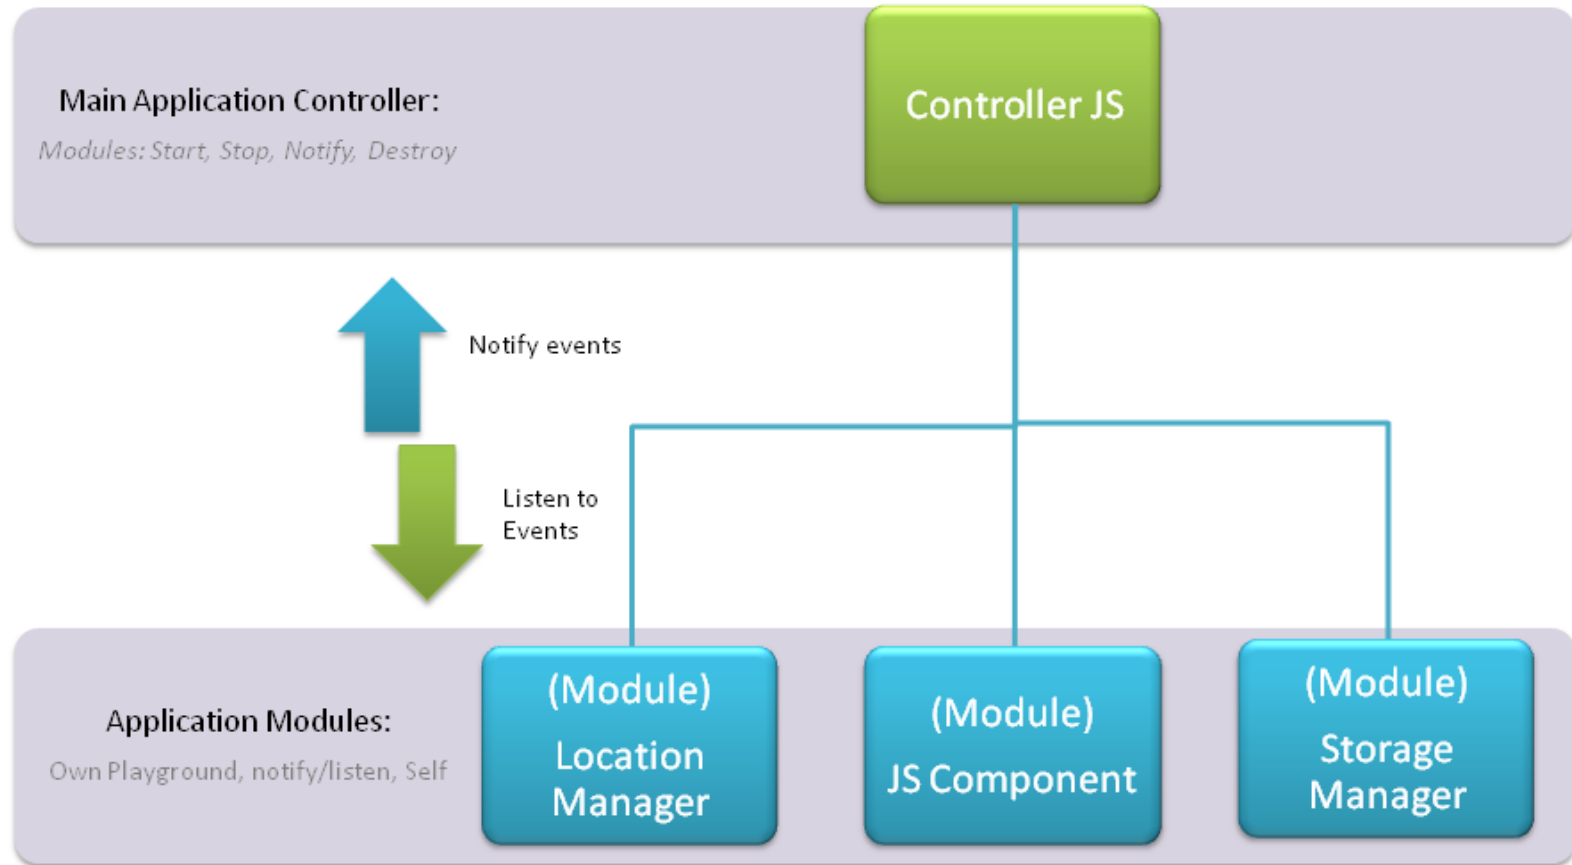 Main Application Controller:
Modules: Start, Stop, Notify, Destroy
Controller JS
Notify events
Listen to
Events
Application Modules:
Own Playground, notify/listen, Self
(Module)
Location
Manager
(Module)
JS Component
(Module)
Storage
Manager